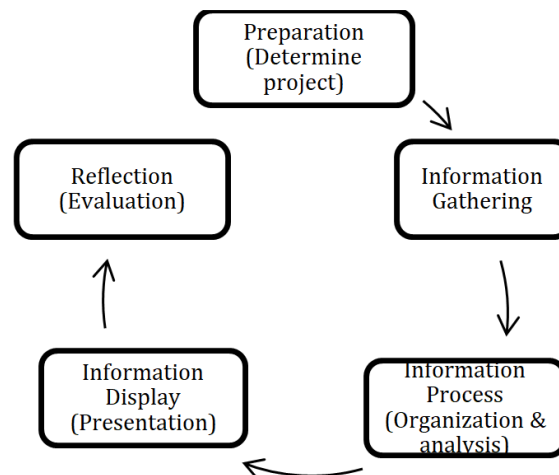 Preparation
(Determine
project)
Information
Gathering
Information
Process
(Organization &
analysis)
Information
Display
(Presentation)
Reflection
(Evaluation)